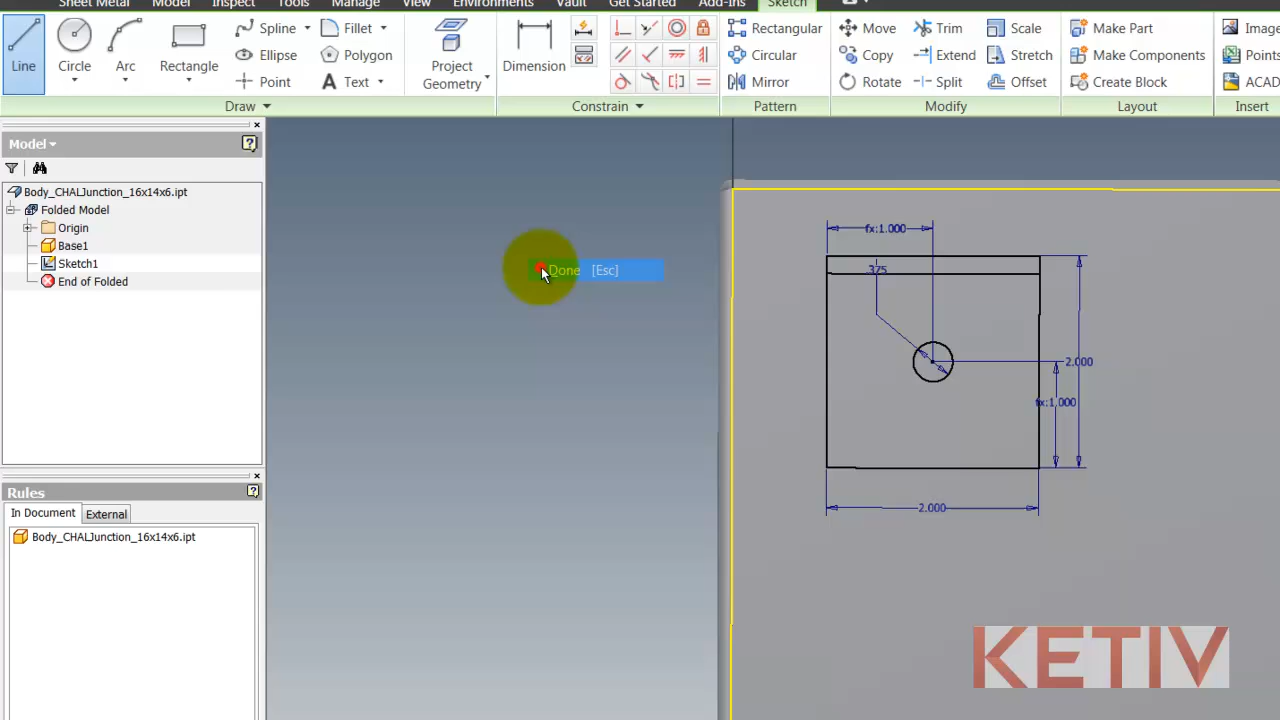 Sheet Metal Model Inspect Tools Manage View Environments Vault Get Started Add-Ins Sketch
Line
Circle
Arc
Rectangle
Spline
Ellipse
Point
Fillet
Polygon
Text
Project
Geometry
Dimension
Rectangular
Circular
Mirror
Move
Copy
Rotate
Trim
Extend
Split
Scale
Stretch
Offset
Make Part
Make Components
Create Block
Image
Points
ACAD
Draw
Constrain
Pattern
Modify
Layout
Insert
Model
Body_CHALJunction_16x14x6.ipt
Folded Model
Origin
Base1
Sketch1
End of Folded
Rules
In Document External
Body_CHALJunction_16x14x6.ipt
Done [Esc]
fx:1.000
.375
2.000
fx:1.000
2.000
KETIV